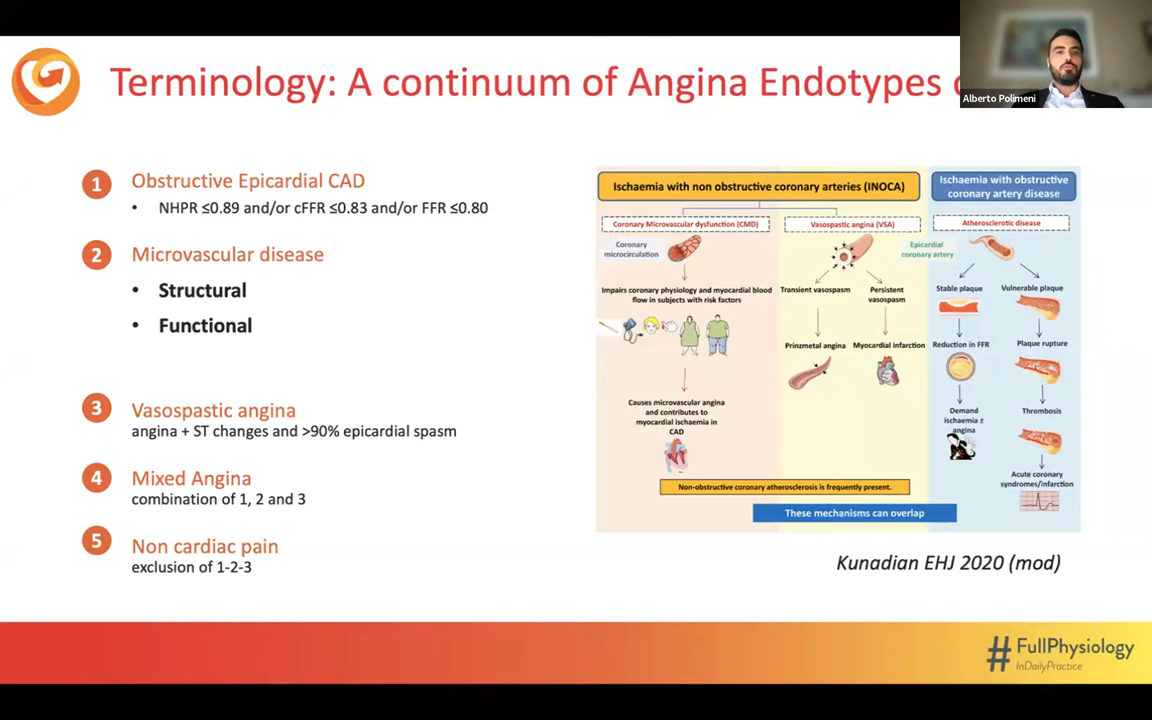 Terminology: A continuum of Angina Endotypes
Alberto Polimeni
1
Obstructive Epicardial CAD
• NHPR ≤0.89 and/or cFFR ≤0.83 and/or FFR ≤0.80
2
Microvascular disease
• Structural
• Functional
3
Vasospastic angina
angina + ST changes and >90% epicardial spasm
4
Mixed Angina
combination of 1, 2 and 3
5
Non cardiac pain
exclusion of 1-2-3
Ischaemia with non obstructive coronary arteries (INOCA)
Coronary Microvascular dysfunction (CMD)
Coronary
microcirculation
Impairs coronary physiology and myocardial blood
flow in subjects with risk factors
Causes microvascular angina
and contributes to
myocardial ischaemia in
CAD
Vasospastic angina (VSA)
Epicardial
coronary artery
Transient vasospasm
Persistent
vasospasm
Prinzmetal angina
Myocardial infarction
Ischaemia with obstructive
coronary artery disease
Atherosclerotic disease
Stable plaque
Vulnerable plaque
Reduction in FFR
Plaque rupture
Demand
ischaemia ±
angina
Thrombosis
Acute coronary
syndromes/infarction
Non-obstructive coronary atherosclerosis is frequently present.
These mechanisms can overlap
Kunadian EHJ 2020 (mod)
#FullPhysiology
InDailyPractice